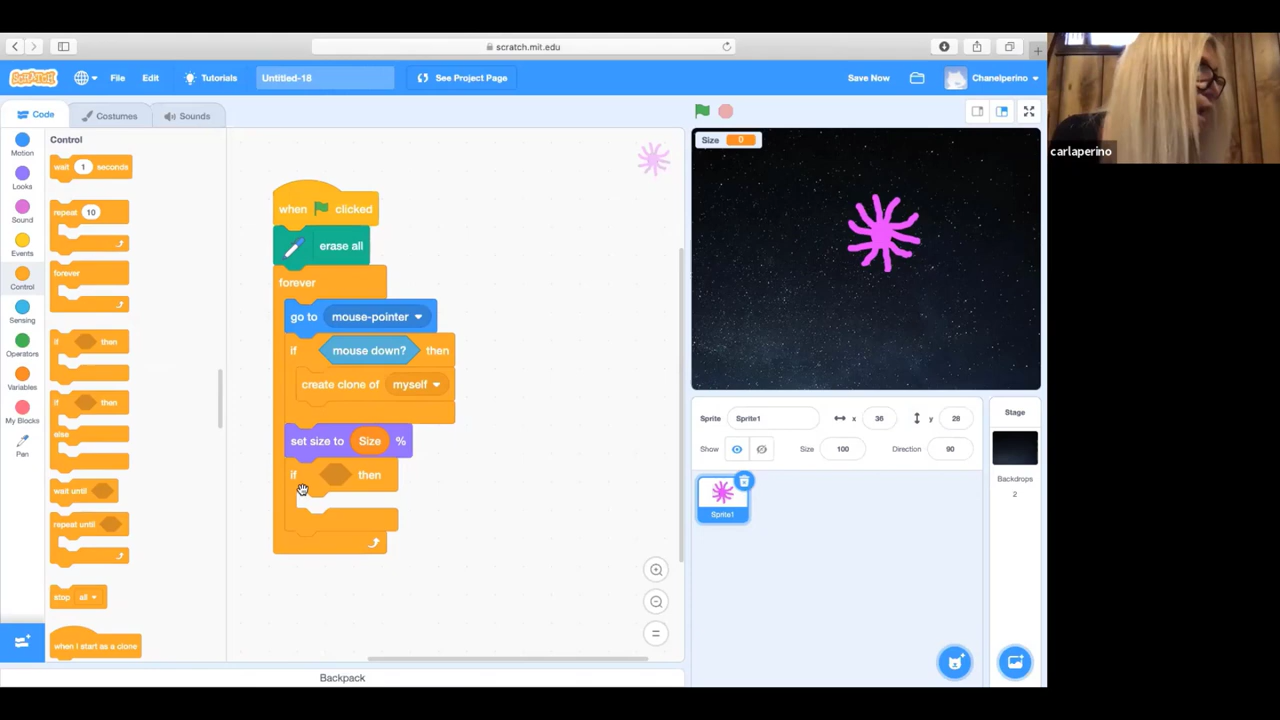 scratch.mit.edu
SCRATCH
File
Edit
Tutorials
Untitled-18
See Project Page
Save Now
Chanelperino
Code
Costumes
Sounds
carlaperino
Motion
Looks
Sound
Events
Control
Sensing
Operators
Variables
My Blocks
Pen
Control
wait 1 seconds
repeat 10
forever
if then
if then
else
wait until
repeat until
stop all
when I start as a clone
when clicked
erase all
forever
go to mouse-pointer
if mouse down? then
create clone of myself
set size to Size %
if then
Backpack
Size 0
Sprite Sprite1 x 36 y 28
Show Size 100 Direction 90
Sprite1
Stage
Backdrops
2